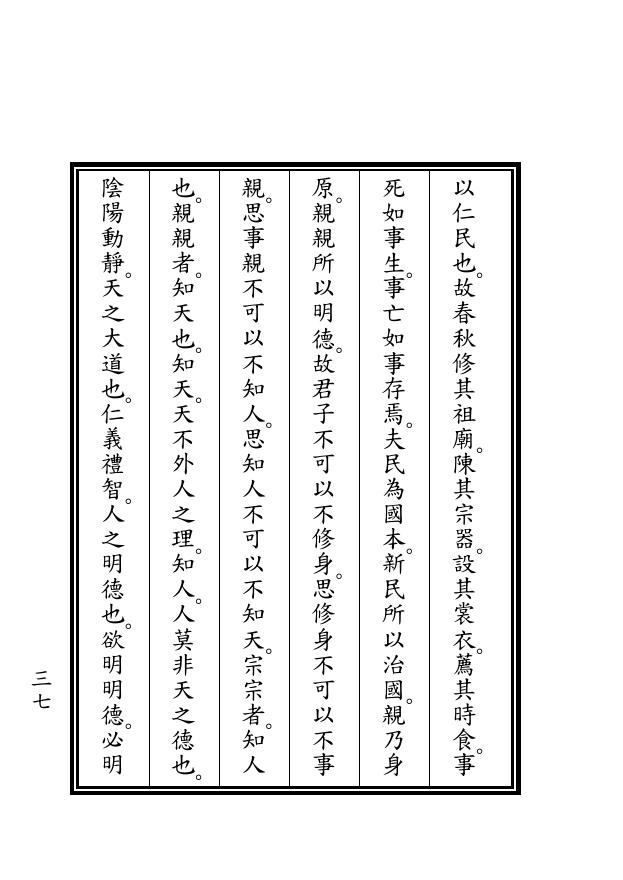 以仁民也。故春秋修其祖廟。陳其宗器。設其裳衣。薦其時食。事
死如事生。事亡如事存焉。夫民為國本。新民所以治國。親乃身
原。親親所以明德。故君子不可以不修身。思修身不可以不事
親。思事親不可以不知人。思知人不可以不知天。宗宗者。知人
也。親親者。知天也。知天。天不外人之理。知人。人莫非天之德也。
陰陽動靜。天之大道也。仁義禮智。人之明德也。欲明明德。必明
三七